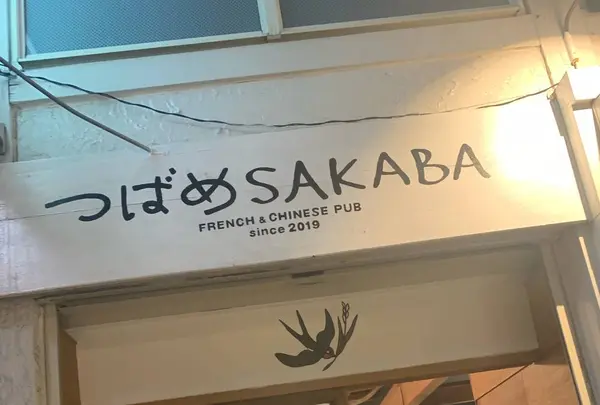 つばめSAKABA
FRENCH & CHINESE PUB
since 2019